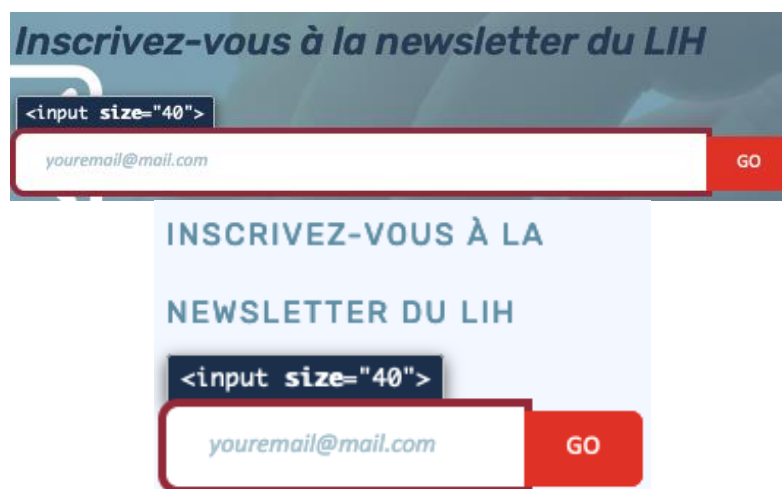 Inscrivez-vous à la newsletter du LIH
<input size="40">
youremail@mail.com
GO
INSCRIVEZ-VOUS À LA
NEWSLETTER DU LIH
<input size="40">
youremail@mail.com
GO